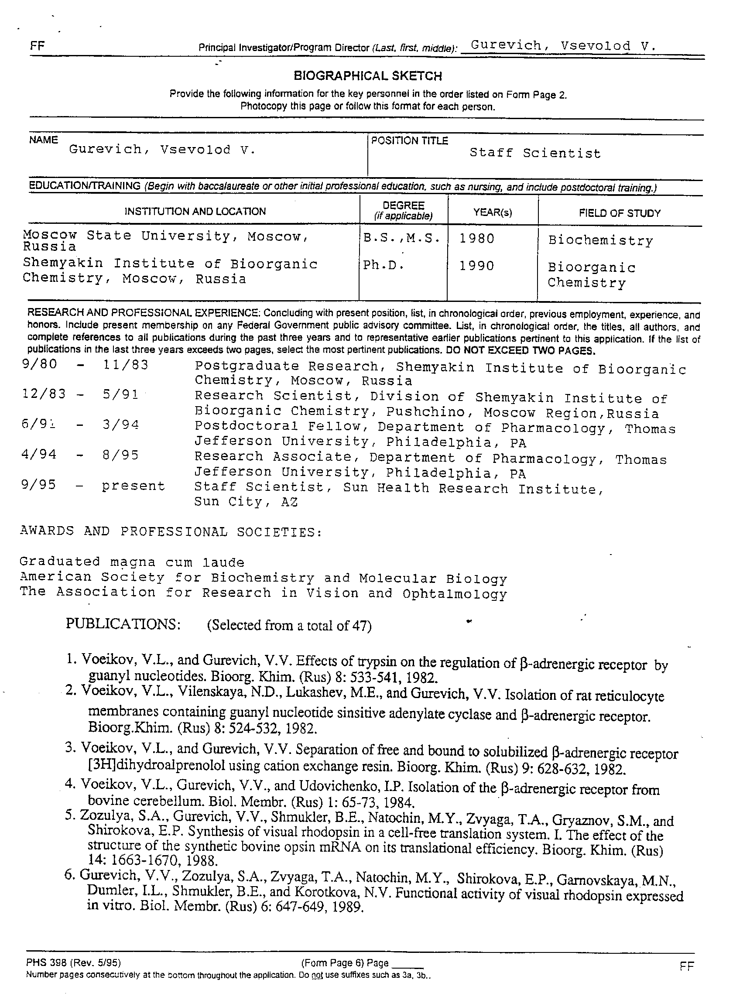 FF
Principal Investigator/Program Director (Last, first, middle): Gurevich, Vsevolod V.
BIOGRAPHICAL SKETCH
Provide the following information for the key personnel in the order listed on Form Page 2.
Photocopy this page or follow this format for each person.
NAME
Gurevich, Vsevolod V.
POSITION TITLE
Staff Scientist
EDUCATION/TRAINING (Begin with baccalaureate or other initial professional education, such as nursing, and include postdoctoral training.)
INSTITUTION AND LOCATION
DEGREE
(if applicable)
YEAR(s)
FIELD OF STUDY
Moscow State University, Moscow,
Russia
B.S.,M.S.
1980
Biochemistry
Shemyakin Institute of Bioorganic
Chemistry, Moscow, Russia
Ph.D.
1990
Bioorganic
Chemistry
RESEARCH AND PROFESSIONAL EXPERIENCE: Concluding with present position, list, in chronological order, previous employment, experience, and
honors. Include present membership on any Federal Government public advisory committee. List, in chronological order, the titles, all authors, and
complete references to all publications during the past three years and to representative earlier publications pertinent to this application. If the list of
publications in the last three years exceeds two pages, select the most pertinent publications. DO NOT EXCEED TWO PAGES.
9/80 - 11/83 Postgraduate Research, Shemyakin Institute of Bioorganic
Chemistry, Moscow, Russia
12/83 - 5/91 Research Scientist, Division of Shemyakin Institute of
Bioorganic Chemistry, Pushchino, Moscow Region,Russia
6/91 - 3/94 Postdoctoral Fellow, Department of Pharmacology, Thomas
Jefferson University, Philadelphia, PA
4/94 - 8/95 Research Associate, Department of Pharmacology, Thomas
Jefferson University, Philadelphia, PA
9/95 - present Staff Scientist, Sun Health Research Institute,
Sun City, AZ
AWARDS AND PROFESSIONAL SOCIETIES:
Graduated magna cum laude
American Society for Biochemistry and Molecular Biology
The Association for Research in Vision and Ophtalmology
PUBLICATIONS: (Selected from a total of 47)
1. Voeikov, V.L., and Gurevich, V.V. Effects of trypsin on the regulation of β-adrenergic receptor by
guanyl nucleotides. Bioorg. Khim. (Rus) 8: 533-541, 1982.
2. Voeikov, V.L., Vilenskaya, N.D., Lukashev, M.E., and Gurevich, V.V. Isolation of rat reticulocyte
membranes containing guanyl nucleotide sinsitive adenylate cyclase and β-adrenergic receptor.
Bioorg.Khim. (Rus) 8: 524-532, 1982.
3. Voeikov, V.L., and Gurevich, V.V. Separation of free and bound to solubilized β-adrenergic receptor
[3H]dihydroalprenolol using cation exchange resin. Bioorg. Khim. (Rus) 9: 628-632, 1982.
4. Voeikov, V.L., Gurevich, V.V., and Udovichenko, I.P. Isolation of the β-adrenergic receptor from
bovine cerebellum. Biol. Membr. (Rus) 1: 65-73, 1984.
5. Zozulya, S.A., Gurevich, V.V., Shmukler, B.E., Natochin, M.Y., Zvyaga, T.A., Gryaznov, S.M., and
Shirokova, E.P. Synthesis of visual rhodopsin in a cell-free translation system. I. The effect of the
structure of the synthetic bovine opsin mRNA on its translational efficiency. Bioorg. Khim. (Rus)
14: 1663-1670, 1988.
6. Gurevich, V.V., Zozulya, S.A., Zvyaga, T.A., Natochin, M.Y., Shirokova, E.P., Garnovskaya, M.N.,
Dumler, I.L., Shmukler, B.E., and Korotkova, N.V. Functional activity of visual rhodopsin expressed
in vitro. Biol. Membr. (Rus) 6: 647-649, 1989.
PHS 398 (Rev. 5/95) (Form Page 6) Page ____ FF
Number pages consecutively at the bottom throughout the application. Do not use suffixes such as 3a, 3b..